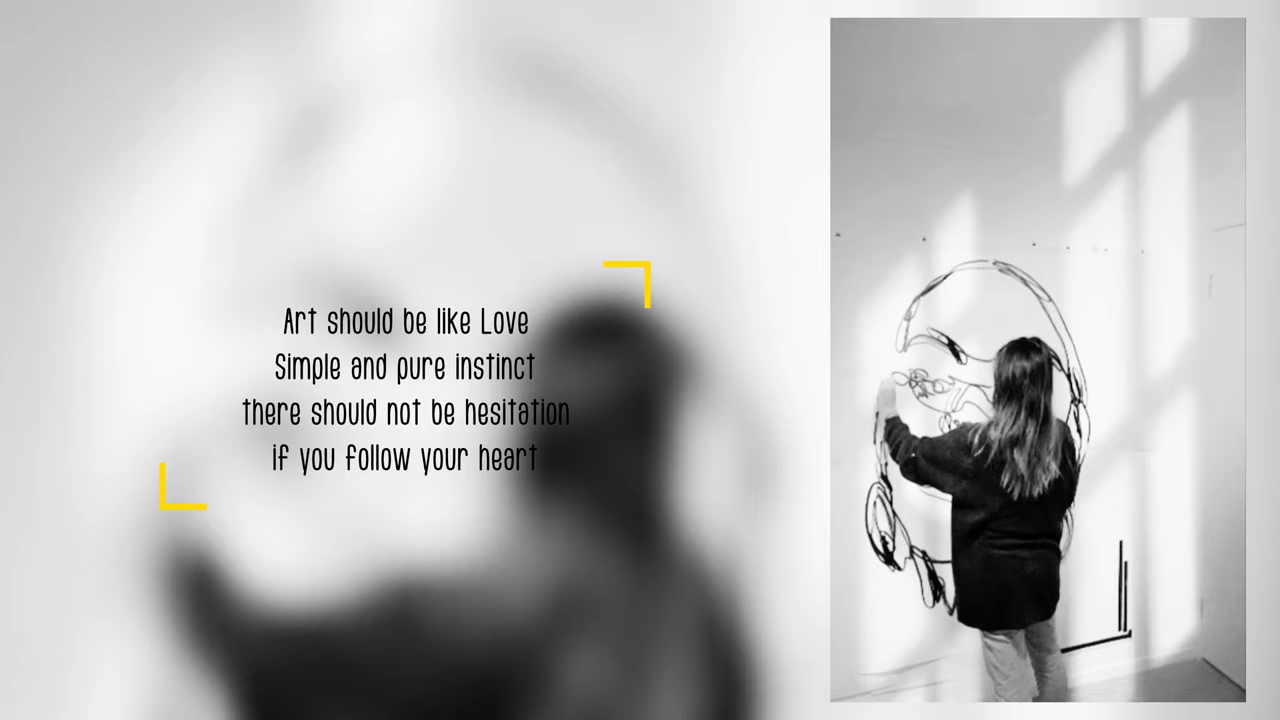 Art should be like Love
Simple and pure instinct
there should not be hesitation
if you follow your heart